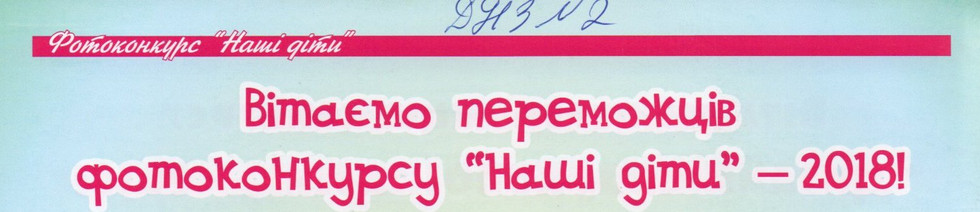 ДНЗ №2
Фотоконкурс "Наші діти"
Вітаємо переможців
фотоконкурсу "Наші діти" – 2018!